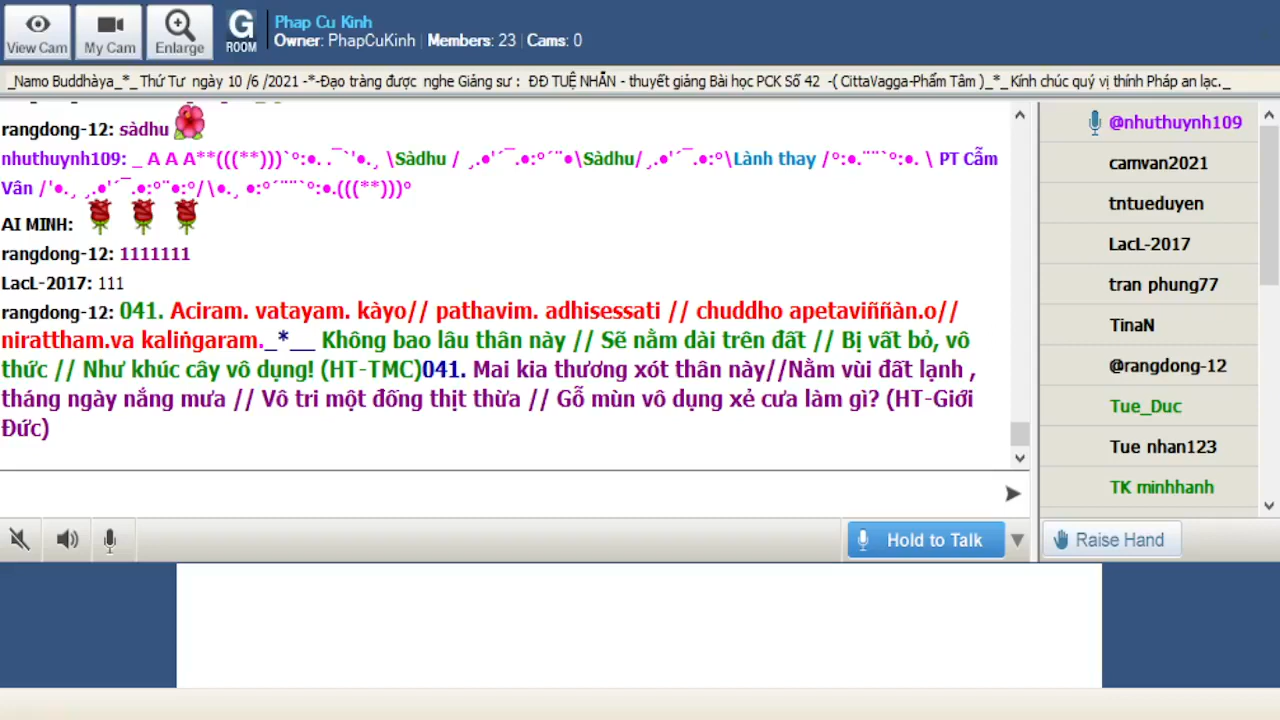 View Cam
My Cam
Enlarge
G ROOM
Phap Cu Kinh
Owner: PhapCuKinh | Members: 23 | Cams: 0
_Namo Buddhàya_*_ Thứ Tư ngày 10 /6 /2021 -*-Đạo tràng được nghe Giảng sư : ĐĐ TUỆ NHẪN - thuyết giảng Bài học PCK Số 42 -( CittaVagga-Phẩm Tâm )_*_ Kính chúc quý vị thính Pháp an lạc._
rangdong-12: sàdhu
nhuthuynh109: _ A A A**(((**)))`°:•. .¯`'•.¸ \Sàdhu / ¸.•'´¯.•:°´¨•\Sàdhu/¸.•'´¯.•:°\Lành thay /°:•.¨¨`°:•. \ PT Cẩm
Vân /'•.¸ ¸.•'´¯.•:°¨•:°/\•.¸ •:°´¨¨`°:•.(((**)))°
AI MINH:
rangdong-12: 1111111
LacL-2017: 111
rangdong-12: 041. Aciram. vatayam. kàyo// pathavim. adhisessati // chuddho apetaviññàn.o//
nirattham.va kaliṅgaram._*__ Không bao lâu thân này // Sẽ nằm dài trên đất // Bị vất bỏ, vô
thức // Như khúc cây vô dụng! (HT-TMC)041. Mai kia thương xót thân này//Nằm vùi đất lạnh ,
tháng ngày nắng mưa // Vô tri một đống thịt thừa // Gỗ mùn vô dụng xẻ cưa làm gì? (HT-Giới
Đức)
@nhuthuynh109
camvan2021
tntueduyen
LacL-2017
tran phung77
TinaN
@rangdong-12
Tue_Duc
Tue nhan123
TK minhhanh
Hold to Talk
Raise Hand